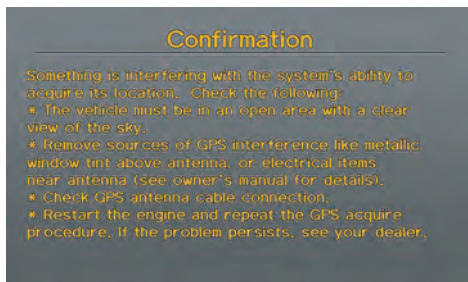 Confirmation
Something is interfering with the system's ability to
acquire its location. Check the following:
* The vehicle must be in an open area with a clear
view of the sky.
* Remove sources of GPS interference like metallic
window tint above antenna, or electrical items
near antenna (see owner's manual for details).
* Check GPS antenna cable connection.
* Restart the engine and repeat the GPS acquire
procedure. If the problem persists, see your dealer.